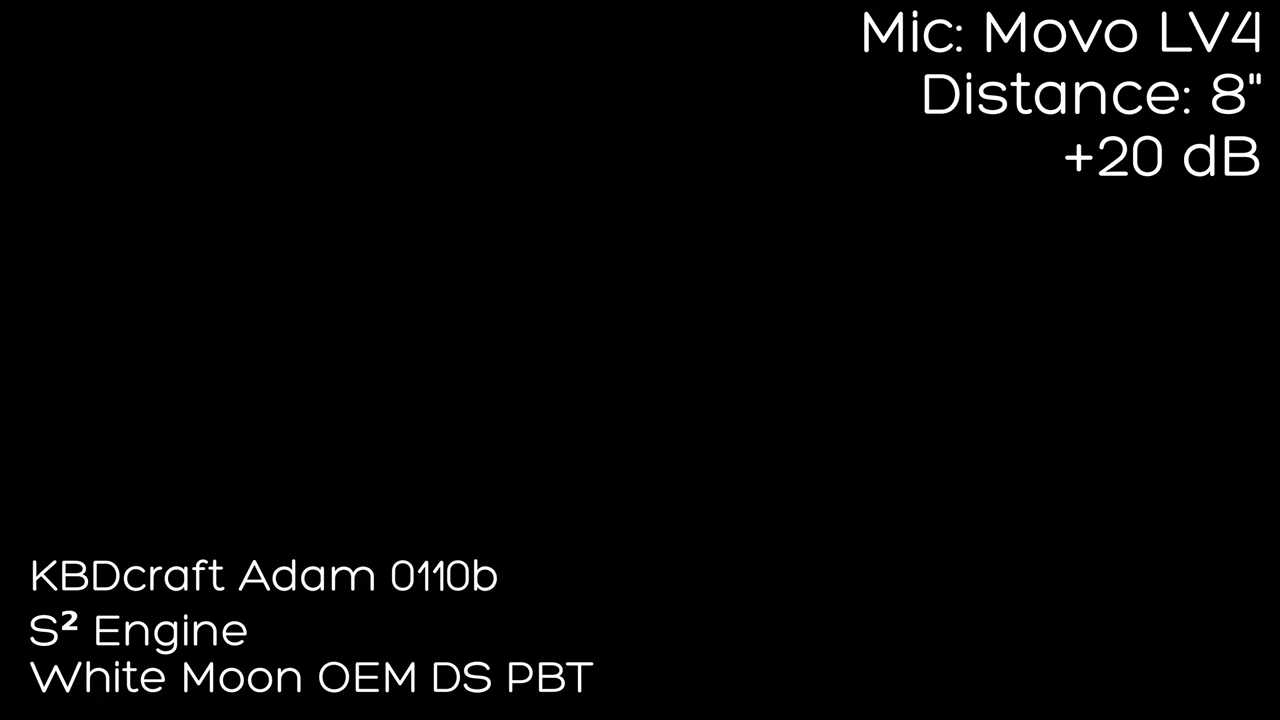 Mic: Movo LV4
Distance: 8"
+20 dB
KBDcraft Adam 0110b
S² Engine
White Moon OEM DS PBT